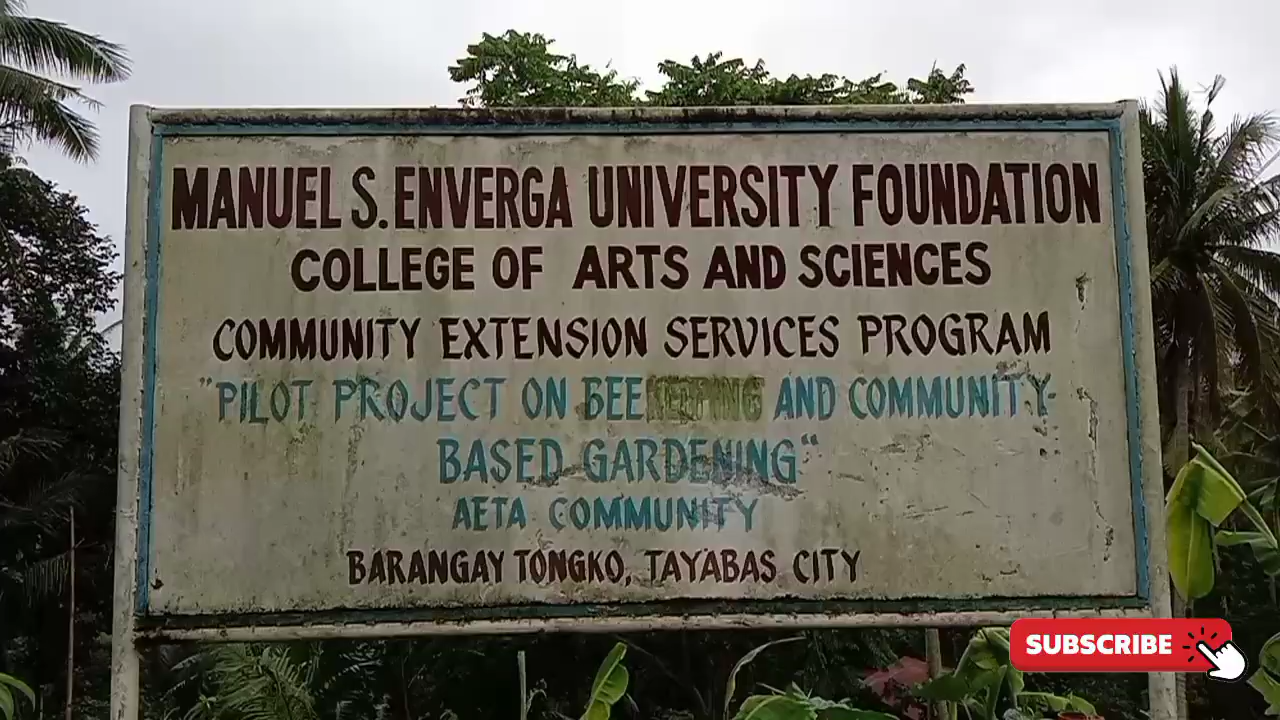 MANUEL S. ENVERGA UNIVERSITY FOUNDATION
COLLEGE OF ARTS AND SCIENCES
COMMUNITY EXTENSION SERVICES PROGRAM
"PILOT PROJECT ON BEEKEEPING AND COMMUNITY-
BASED GARDENING"
AETA COMMUNITY
BARANGAY TONGKO, TAYABAS CITY
SUBSCRIBE